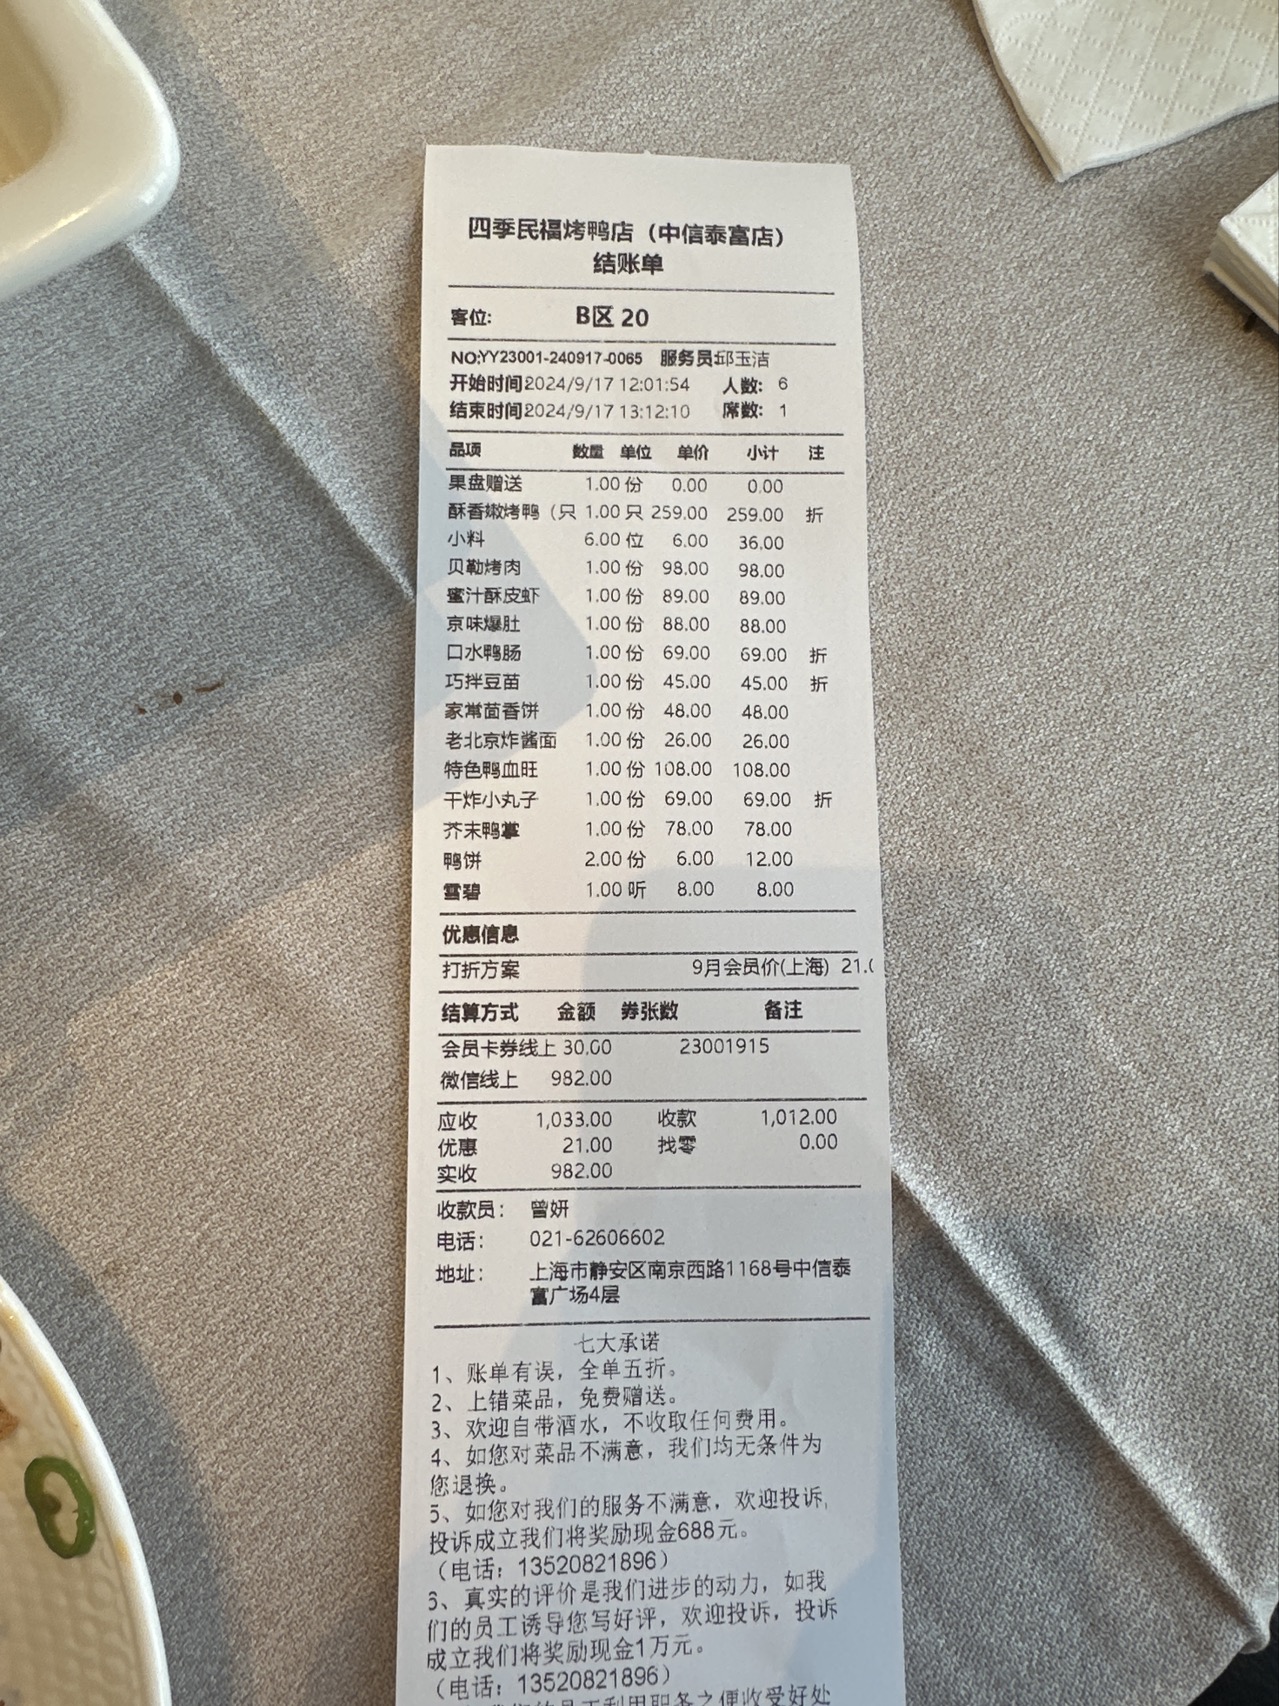 四季民福烤鸭店（中信泰富店）
结账单
客位: B区 20
NO:YY23001-240917-0065 服务员:邱玉洁
开始时间2024/9/17 12:01:54 人数: 6
结束时间2024/9/17 13:12:10 席数: 1
品项 数量 单位 单价 小计 注
果盘赠送 1.00 份 0.00 0.00
酥香嫩烤鸭（只 1.00 只 259.00 259.00 折
小料 6.00 位 6.00 36.00
贝勒烤肉 1.00 份 98.00 98.00
蜜汁酥皮虾 1.00 份 89.00 89.00
京味爆肚 1.00 份 88.00 88.00
口水鸭肠 1.00 份 69.00 69.00 折
巧拌豆苗 1.00 份 45.00 45.00 折
家常茴香饼 1.00 份 48.00 48.00
老北京炸酱面 1.00 份 26.00 26.00
特色鸭血旺 1.00 份 108.00 108.00
干炸小丸子 1.00 份 69.00 69.00 折
芥末鸭掌 1.00 份 78.00 78.00
鸭饼 2.00 份 6.00 12.00
雪碧 1.00 听 8.00 8.00
优惠信息
打折方案 9月会员价(上海) 21.0
结算方式 金额 券张数 备注
会员卡券线上 30.00 23001915
微信线上 982.00
应收 1,033.00 收款 1,012.00
优惠 21.00 找零 0.00
实收 982.00
收款员： 曾妍
电话： 021-62606602
地址： 上海市静安区南京西路1168号中信泰
富广场4层
七大承诺
1、账单有误，全单五折。
2、上错菜品，免费赠送。
3、欢迎自带酒水，不收取任何费用。
4、如您对菜品不满意，我们均无条件为
您退换。
5、如您对我们的服务不满意，欢迎投诉，
投诉成立我们将奖励现金688元。
（电话：13520821896）
6、真实的评价是我们进步的动力，如我
们的员工诱导您写好评，欢迎投诉，投诉
成立我们将奖励现金1万元。
（电话：13520821896）
我们的员工利用职务之便收受好处